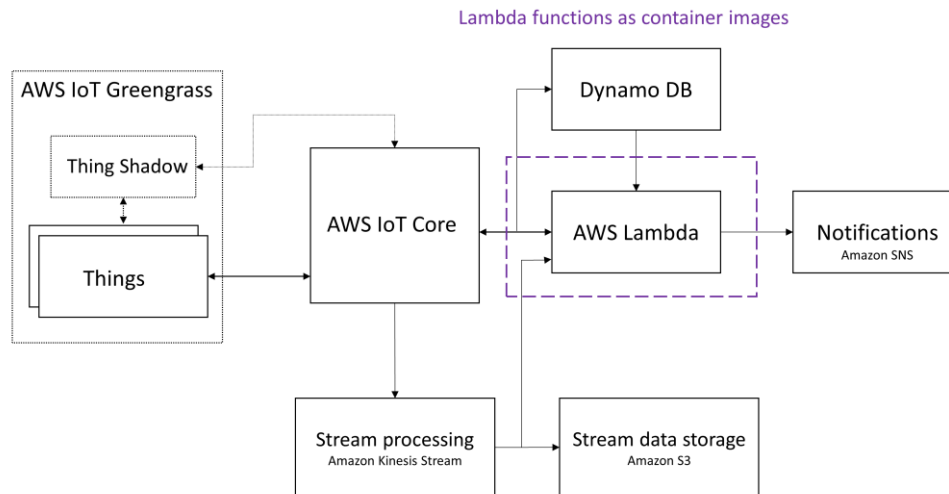 Lambda functions as container images
AWS IoT Greengrass
Thing Shadow
Things
AWS IoT Core
Dynamo DB
AWS Lambda
Notifications
Amazon SNS
Stream processing
Amazon Kinesis Stream
Stream data storage
Amazon S3